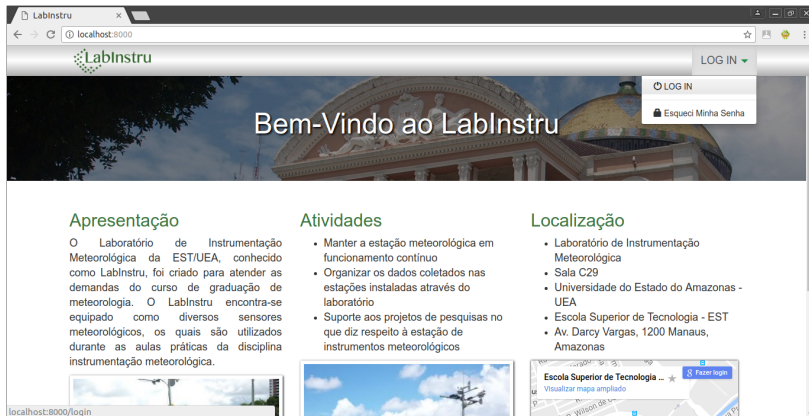 LabInstru
localhost:8000
LabInstru
LOG IN
LOG IN
Esqueci Minha Senha
Bem-Vindo ao LabInstru
Apresentação
O Laboratório de Instrumentação
Meteorológica da EST/UEA, conhecido
como LabInstru, foi criado para atender as
demandas do curso de graduação de
meteorologia. O LabInstru encontra-se
equipado como diversos sensores
meteorológicos, os quais são utilizados
durante as aulas práticas da disciplina
instrumentação meteorológica.
Atividades
• Manter a estação meteorológica em
funcionamento contínuo
• Organizar os dados coletados nas
estações instaladas através do
laboratório
• Suporte aos projetos de pesquisas no
que diz respeito à estação de
instrumentos meteorológicos
Localização
• Laboratório de Instrumentação
Meteorológica
• Sala C29
• Universidade do Estado do Amazonas -
UEA
• Escola Superior de Tecnologia - EST
• Av. Darcy Vargas, 1200 Manaus,
Amazonas
Escola Superior de Tecnologia ...
Fazer login
Visualizar mapa ampliado
localhost:8000/login